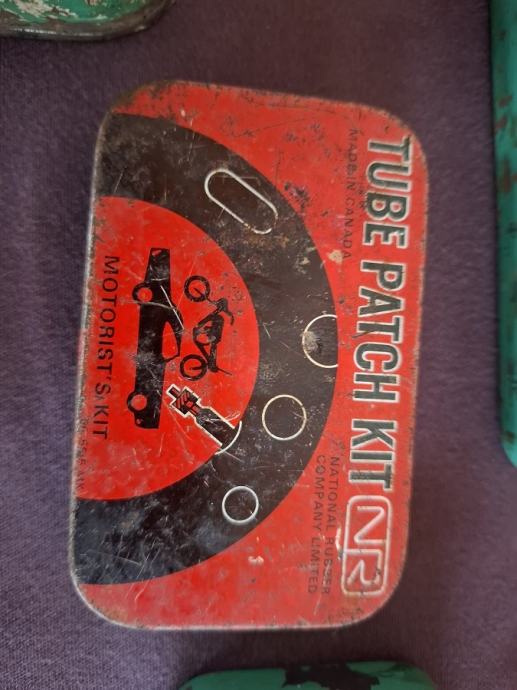 TUBE PATCH KIT NR
MADE IN CANADA
NATIONAL RUBBER
COMPANY LIMITED
MOTORIST'S KIT